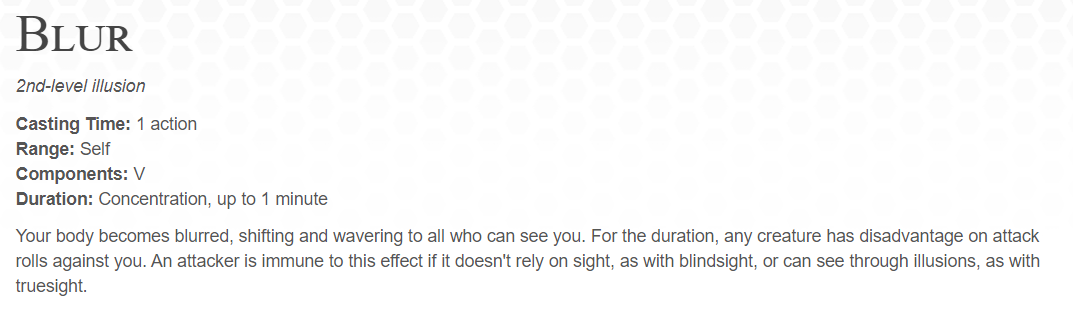 Blur
2nd-level illusion
Casting Time: 1 action
Range: Self
Components: V
Duration: Concentration, up to 1 minute
Your body becomes blurred, shifting and wavering to all who can see you. For the duration, any creature has disadvantage on attack
rolls against you. An attacker is immune to this effect if it doesn't rely on sight, as with blindsight, or can see through illusions, as with
truesight.